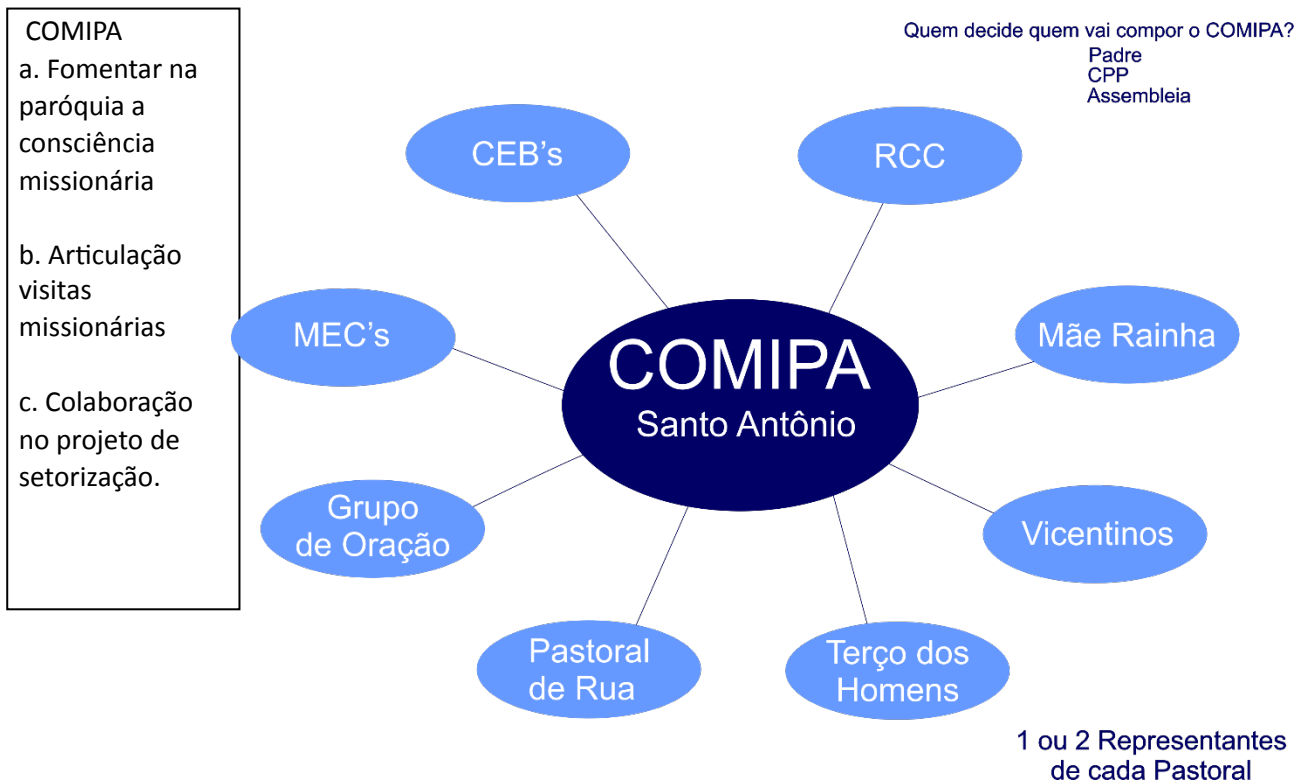 COMIPA
a. Fomentar na
paróquia a
consciência
missionária
b. Articulação
visitas
missionárias
c. Colaboração
no projeto de
setorização.
Quem decide quem vai compor o COMIPA?
Padre
CPP
Assembleia
CEB's
RCC
MEC's
Mãe Rainha
COMIPA
Santo Antônio
Grupo
de Oração
Vicentinos
Pastoral
de Rua
Terço dos
Homens
1 ou 2 Representantes
de cada Pastoral